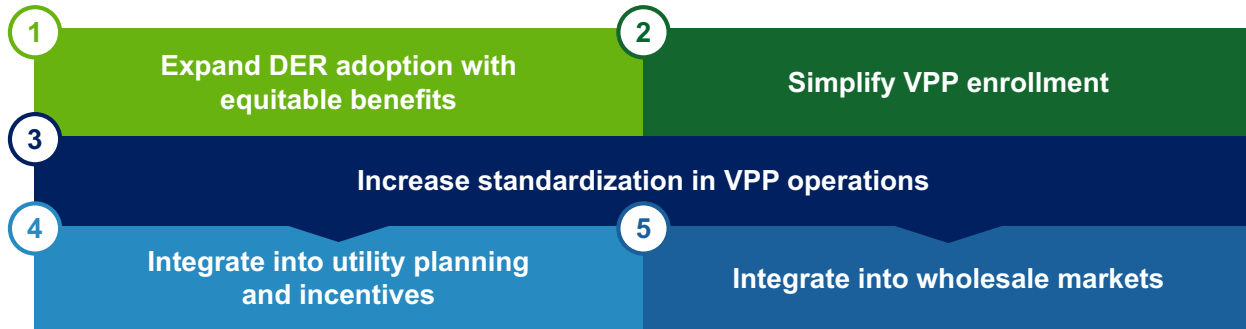 1
Expand DER adoption with
equitable benefits
2
Simplify VPP enrollment
3
Increase standardization in VPP operations
4
Integrate into utility planning
and incentives
5
Integrate into wholesale markets